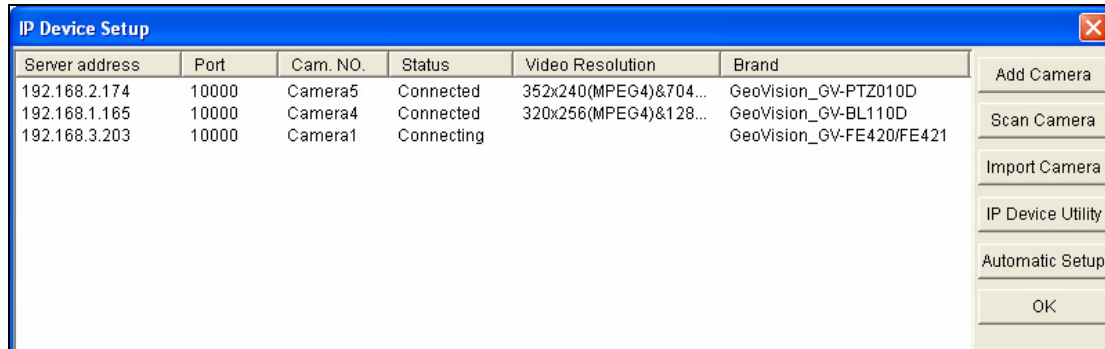 IP Device Setup
Server address Port Cam. NO. Status Video Resolution Brand
192.168.2.174 10000 Camera5 Connected 352x240(MPEG4)&704... GeoVision_GV-PTZ010D
192.168.1.165 10000 Camera4 Connected 320x256(MPEG4)&128... GeoVision_GV-BL110D
192.168.3.203 10000 Camera1 Connecting GeoVision_GV-FE420/FE421
Add Camera
Scan Camera
Import Camera
IP Device Utility
Automatic Setup
OK